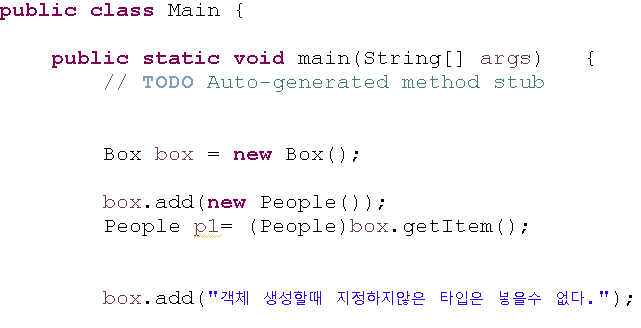 public class Main {
public static void main(String[] args) {
// TODO Auto-generated method stub
Box box = new Box();
box.add(new People());
People p1= (People)box.getItem();
box.add("객체 생성할때 지정하지않은 타입은 넣을수 없다.");